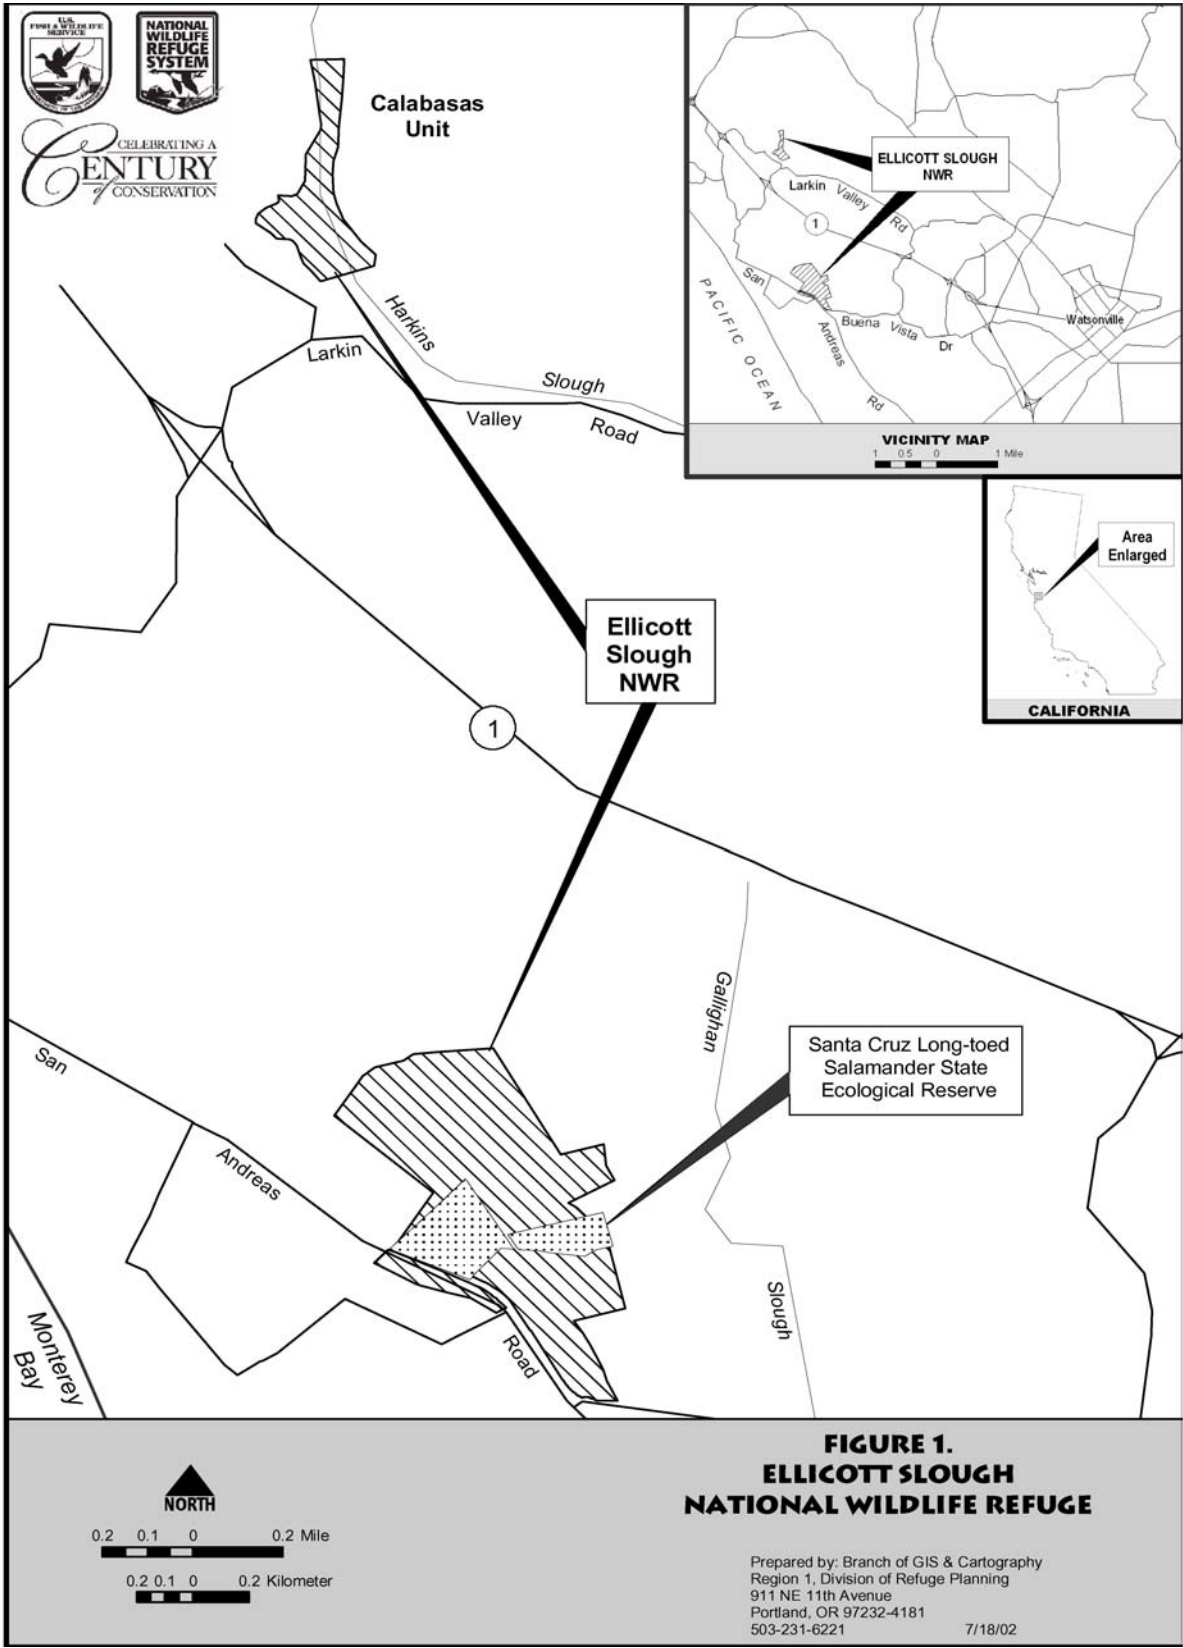 U.S.
FISH & WILDLIFE
SERVICE
NATIONAL
WILDLIFE
REFUGE
SYSTEM
CELEBRATING A
CENTURY
of CONSERVATION
Calabasas
Unit
Harkins
Slough
Larkin
Valley
Road
ELLICOTT SLOUGH
NWR
Larkin
Valley
Rd
1
San
Andreas
Rd
Buena
Vista
Dr
Watsonville
PACIFIC OCEAN
VICINITY MAP
1 0.5 0 1 Mile
Area
Enlarged
CALIFORNIA
Ellicott
Slough
NWR
1
Gallighan
Slough
Santa Cruz Long-toed
Salamander State
Ecological Reserve
San
Andreas
Road
Monterey
Bay
NORTH
0.2 0.1 0 0.2 Mile
0.2 0.1 0 0.2 Kilometer
FIGURE 1.
ELLICOTT SLOUGH
NATIONAL WILDLIFE REFUGE
Prepared by: Branch of GIS & Cartography
Region 1, Division of Refuge Planning
911 NE 11th Avenue
Portland, OR 97232-4181
503-231-6221 7/18/02